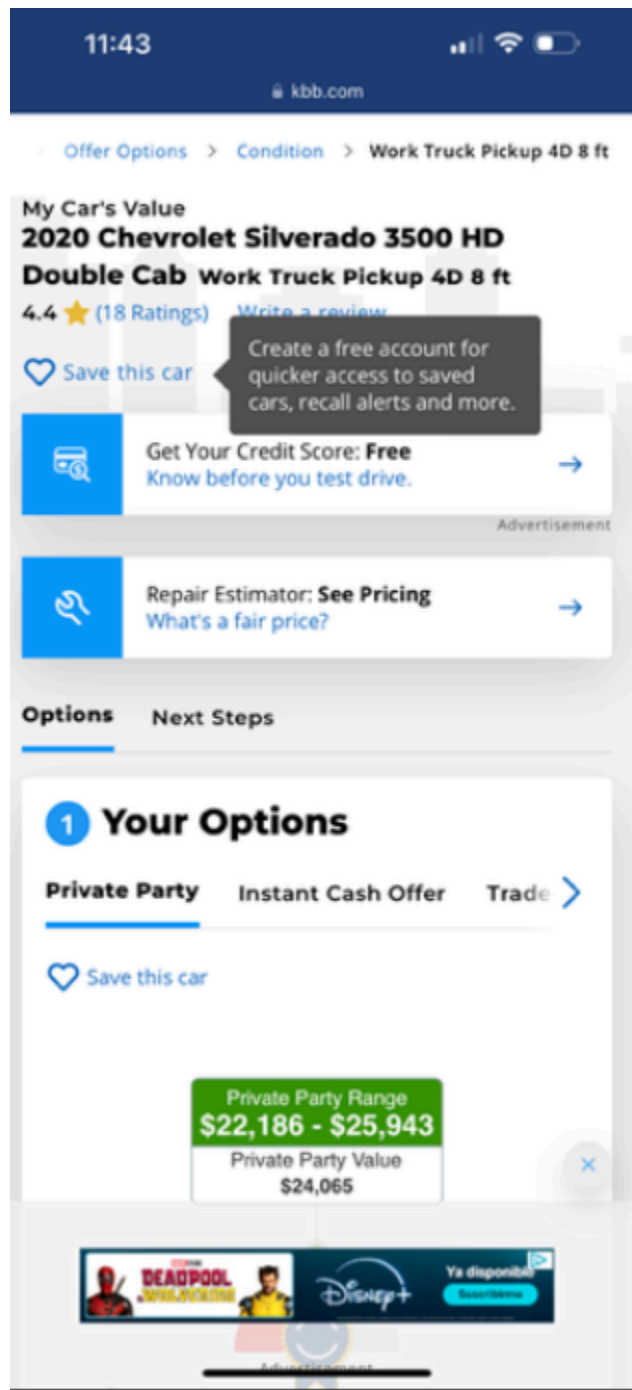 11:43
kbb.com
Offer Options > Condition > Work Truck Pickup 4D 8 ft
My Car's Value
2020 Chevrolet Silverado 3500 HD
Double Cab Work Truck Pickup 4D 8 ft
4.4 (18 Ratings) Write a review
Save this car
Create a free account for
quicker access to saved
cars, recall alerts and more.
Get Your Credit Score: Free
Know before you test drive.
Advertisement
Repair Estimator: See Pricing
What's a fair price?
Options Next Steps
1 Your Options
Private Party Instant Cash Offer Trade
Save this car
Private Party Range
$22,186 - $25,943
Private Party Value
$24,065
DEADPOOL
WOLVERINE
Disney+
Ya disponible
Suscribirme
Advertisement